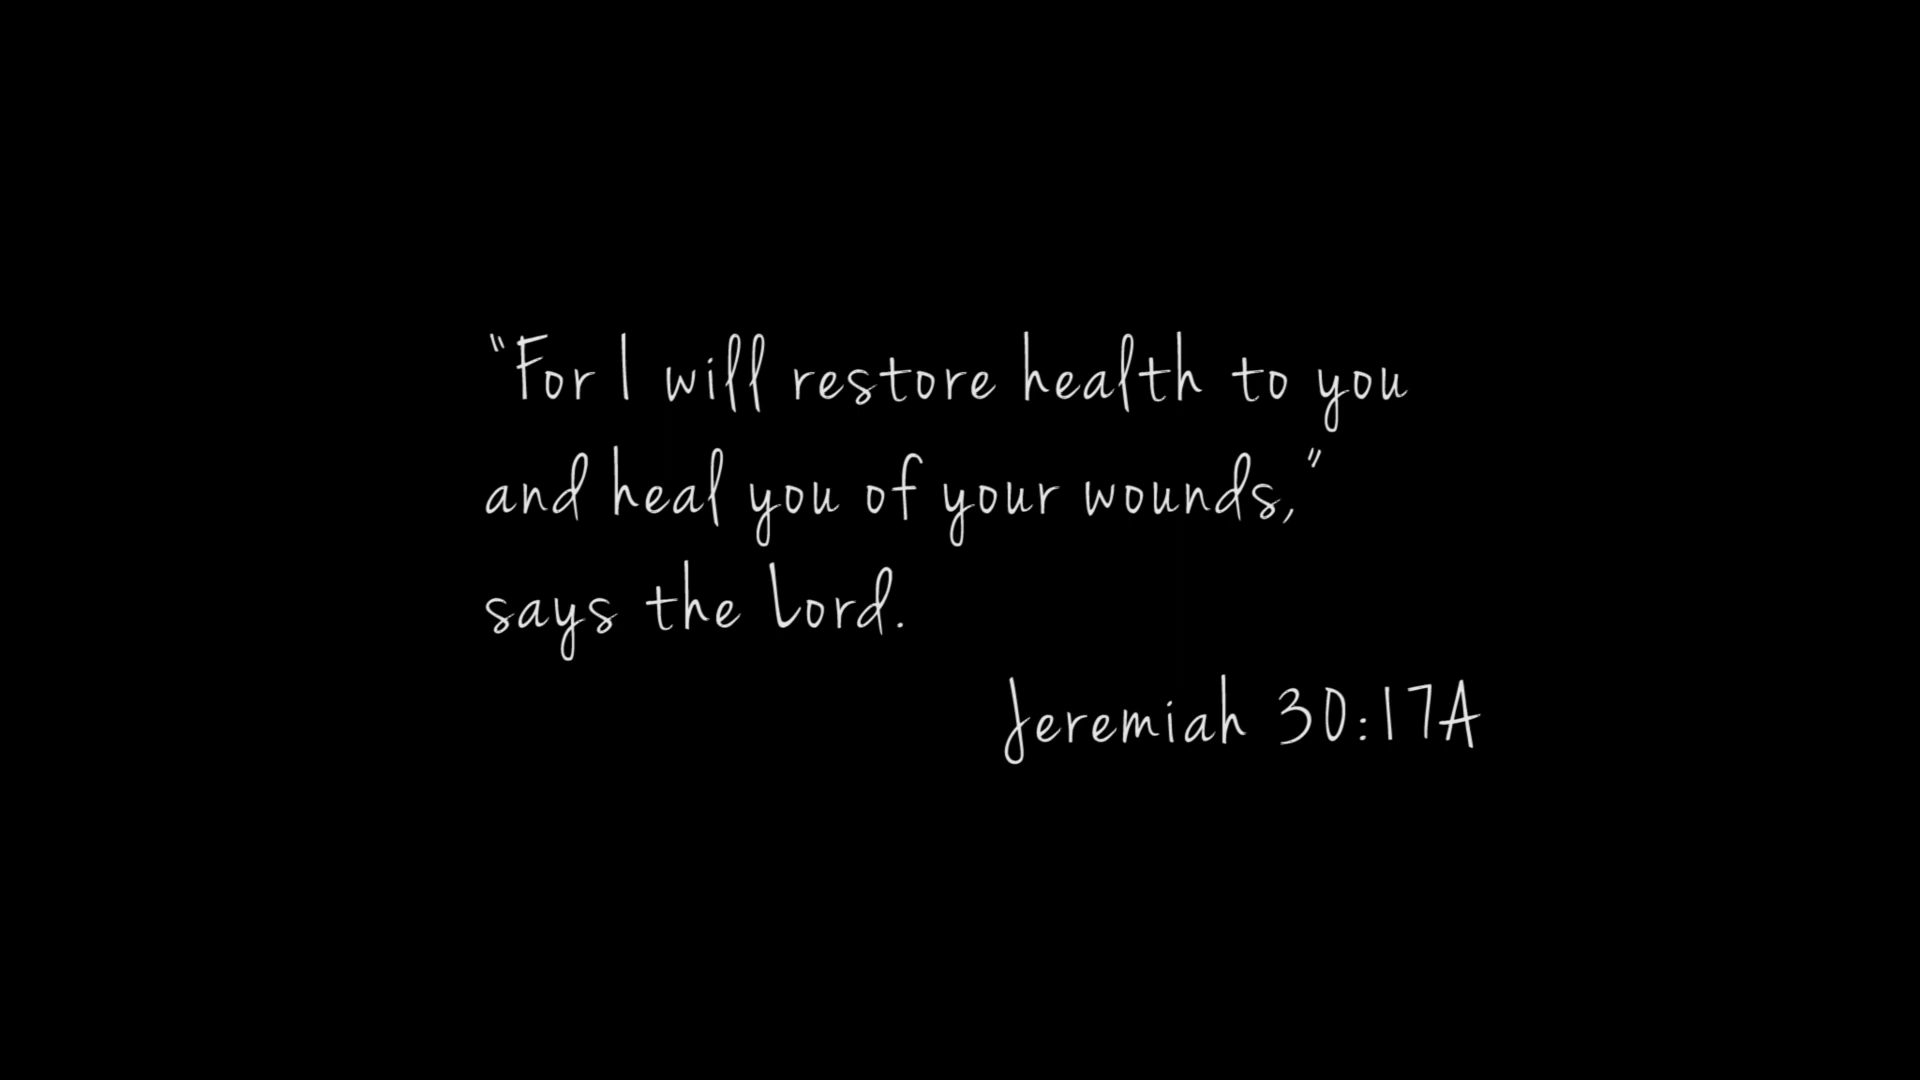 "For I will restore health to you
and heal you of your wounds,"
says the Lord.
Jeremiah 30:17A